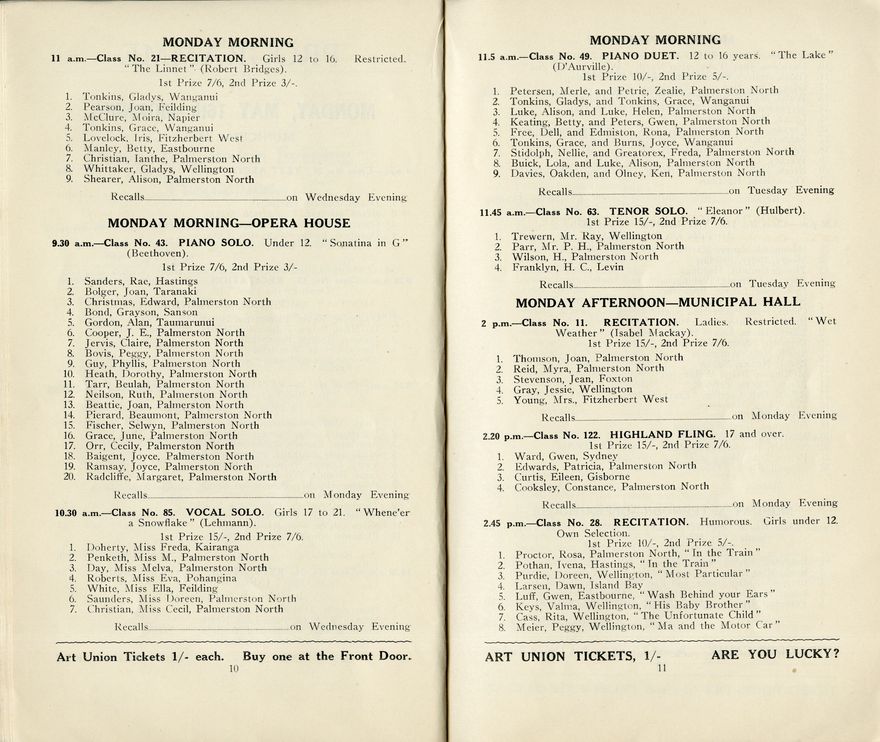 MONDAY MORNING
11 a.m.—Class No. 21—RECITATION. Girls 12 to 16. Restricted.
"The Linnet" (Robert Bridges).
1st Prize 7/6, 2nd Prize 3/-.
1. Tonkins, Gladys, Wanganui
2. Pearson, Joan, Feilding
3. McClure, Moira, Napier
4. Tonkins, Grace, Wanganui
5. Lovelock, Iris, Fitzherbert West
6. Manley, Betty, Eastbourne
7. Christian, Ianthe, Palmerston North
8. Whittaker, Gladys, Wellington
9. Shearer, Alison, Palmerston North
Recalls on Wednesday Evening
MONDAY MORNING—OPERA HOUSE
9.30 a.m.—Class No. 43. PIANO SOLO. Under 12. "Sonatina in G"
(Beethoven).
1st Prize 7/6, 2nd Prize 3/-
1. Sanders, Rae, Hastings
2. Bolger, Joan, Taranaki
3. Christmas, Edward, Palmerston North
4. Bond, Grayson, Sanson
5. Gordon, Alan, Taumarunui
6. Cooper, J. E., Palmerston North
7. Jervis, Claire, Palmerston North
8. Bovis, Peggy, Palmerston North
9. Guy, Phyllis, Palmerston North
10. Heath, Dorothy, Palmerston North
11. Tarr, Beulah, Palmerston North
12. Neilson, Ruth, Palmerston North
13. Beattie, Joan, Palmerston North
14. Pierard, Beaumont, Palmerston North
15. Fischer, Selwyn, Palmerston North
16. Grace, June, Palmerston North
17. Orr, Cecily, Palmerston North
18. Baigent, Joyce, Palmerston North
19. Ramsay, Joyce, Palmerston North
20. Radcliffe, Margaret, Palmerston North
Recalls on Monday Evening
10.30 a.m.—Class No. 85. VOCAL SOLO. Girls 17 to 21. "Whene'er
a Snowflake" (Lehmann).
1st Prize 15/-, 2nd Prize 7/6.
1. Doherty, Miss Freda, Kairanga
2. Penketh, Miss M., Palmerston North
3. Day, Miss Melva, Palmerston North
4. Roberts, Miss Eva, Pohangina
5. White, Miss Ella, Feilding
6. Saunders, Miss Doreen, Palmerston North
7. Christian, Miss Cecil, Palmerston North
Recalls on Wednesday Evening
Art Union Tickets 1/- each. Buy one at the Front Door.
10
MONDAY MORNING
11.5 a.m.—Class No. 49. PIANO DUET. 12 to 16 years. "The Lake"
(D'Aurville).
1st Prize 10/-, 2nd Prize 5/-.
1. Petersen, Merle, and Petrie, Zealie, Palmerston North
2. Tonkins, Gladys, and Tonkins, Grace, Wanganui
3. Luke, Alison, and Luke, Helen, Palmerston North
4. Keating, Betty, and Peters, Gwen, Palmerston North
5. Free, Dell, and Edmiston, Rona, Palmerston North
6. Tonkins, Grace, and Burns, Joyce, Wanganui
7. Stidolph, Nellie, and Greatorex, Freda, Palmerston North
8. Buick, Lola, and Luke, Alison, Palmerston North
9. Davies, Oakden, and Olney, Ken, Palmerston North
Recalls on Tuesday Evening
11.45 a.m.—Class No. 63. TENOR SOLO. "Eleanor" (Hulbert).
1st Prize 15/-, 2nd Prize 7/6.
1. Trewern, Mr. Ray, Wellington
2. Parr, Mr. P. H., Palmerston North
3. Wilson, H., Palmerston North
4. Franklyn, H. C., Levin
Recalls on Tuesday Evening
MONDAY AFTERNOON—MUNICIPAL HALL
2 p.m.—Class No. 11. RECITATION. Ladies. Restricted. "Wet
Weather" (Isabel Mackay).
1st Prize 15/-, 2nd Prize 7/6.
1. Thomson, Joan, Palmerston North
2. Reid, Myra, Palmerston North
3. Stevenson, Jean, Foxton
4. Gray, Jessie, Wellington
5. Young, Mrs., Fitzherbert West
Recalls on Monday Evening
2.20 p.m.—Class No. 122. HIGHLAND FLING. 17 and over.
1st Prize 15/-, 2nd Prize 7/6.
1. Ward, Gwen, Sydney
2. Edwards, Patricia, Palmerston North
3. Curtis, Eileen, Gisborne
4. Cooksley, Constance, Palmerston North
Recalls on Monday Evening
2.45 p.m.—Class No. 28. RECITATION. Humorous. Girls under 12.
Own Selection.
1st Prize 10/-, 2nd Prize 5/-.
1. Proctor, Rosa, Palmerston North, "In the Train"
2. Pothan, Ivena, Hastings, "In the Train"
3. Purdie, Doreen, Wellington, "Most Particular"
4. Larsen, Dawn, Island Bay
5. Luff, Gwen, Eastbourne, "Wash Behind your Ears"
6. Keys, Valma, Wellington, "His Baby Brother"
7. Cass, Rita, Wellington, "The Unfortunate Child"
8. Meier, Peggy, Wellington, "Ma and the Motor Car"
ART UNION TICKETS, 1/- ARE YOU LUCKY?
11